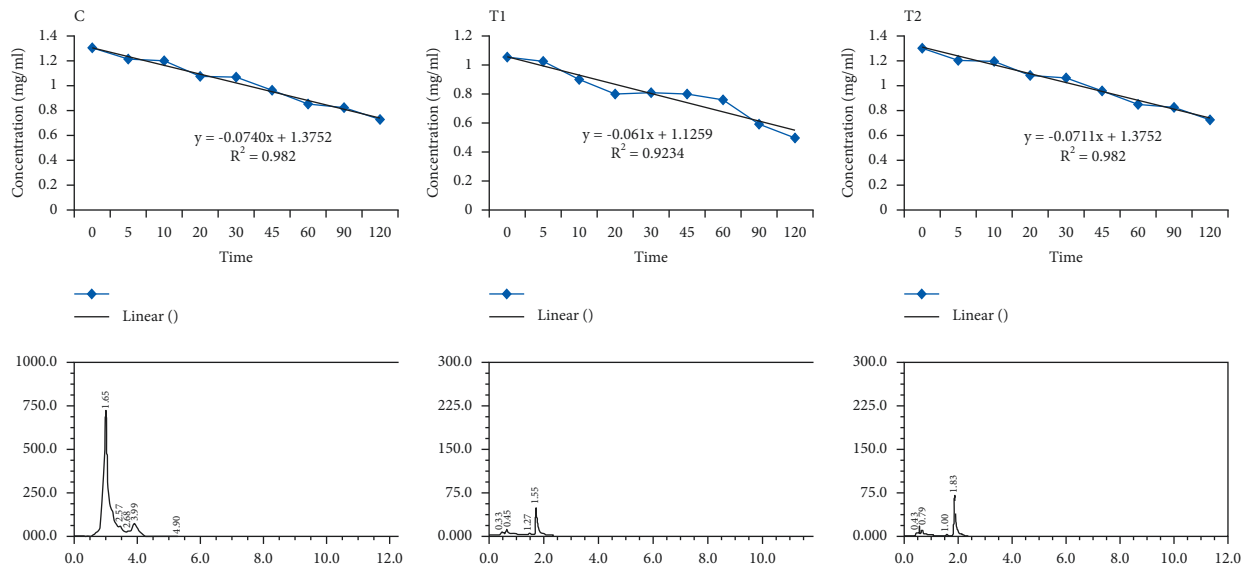 C
Concentration (mg/ml)
1.4
1.2
1
0.8
0.6
0.4
0.2
0
y = -0.0740x + 1.3752
R2 = 0.982
0 5 10 20 30 45 60 90 120
Time
Linear ()
T1
Concentration (mg/ml)
1.2
1
0.8
0.6
0.4
0.2
0
y = -0.061x + 1.1259
R2 = 0.9234
0 5 10 20 30 45 60 90 120
Time
Linear ()
T2
Concentration (mg/ml)
1.4
1.2
1
0.8
0.6
0.4
0.2
0
y = -0.0711x + 1.3752
R2 = 0.982
0 5 10 20 30 45 60 90 120
Time
Linear ()
1000.0
750.0
500.0
250.0
000.0
1.65
2.57
2.68
3.99
4.90
0.0 2.0 4.0 6.0 8.0 10.0 12.0
300.0
225.0
150.0
75.0
0.000
0.33
0.45
1.27
1.55
0.0 2.0 4.0 6.0 8.0 10.0
300.0
225.0
150.0
75.0
0.000
0.43
0.79
1.00
1.83
0.0 2.0 4.0 6.0 8.0 10.0 12.0